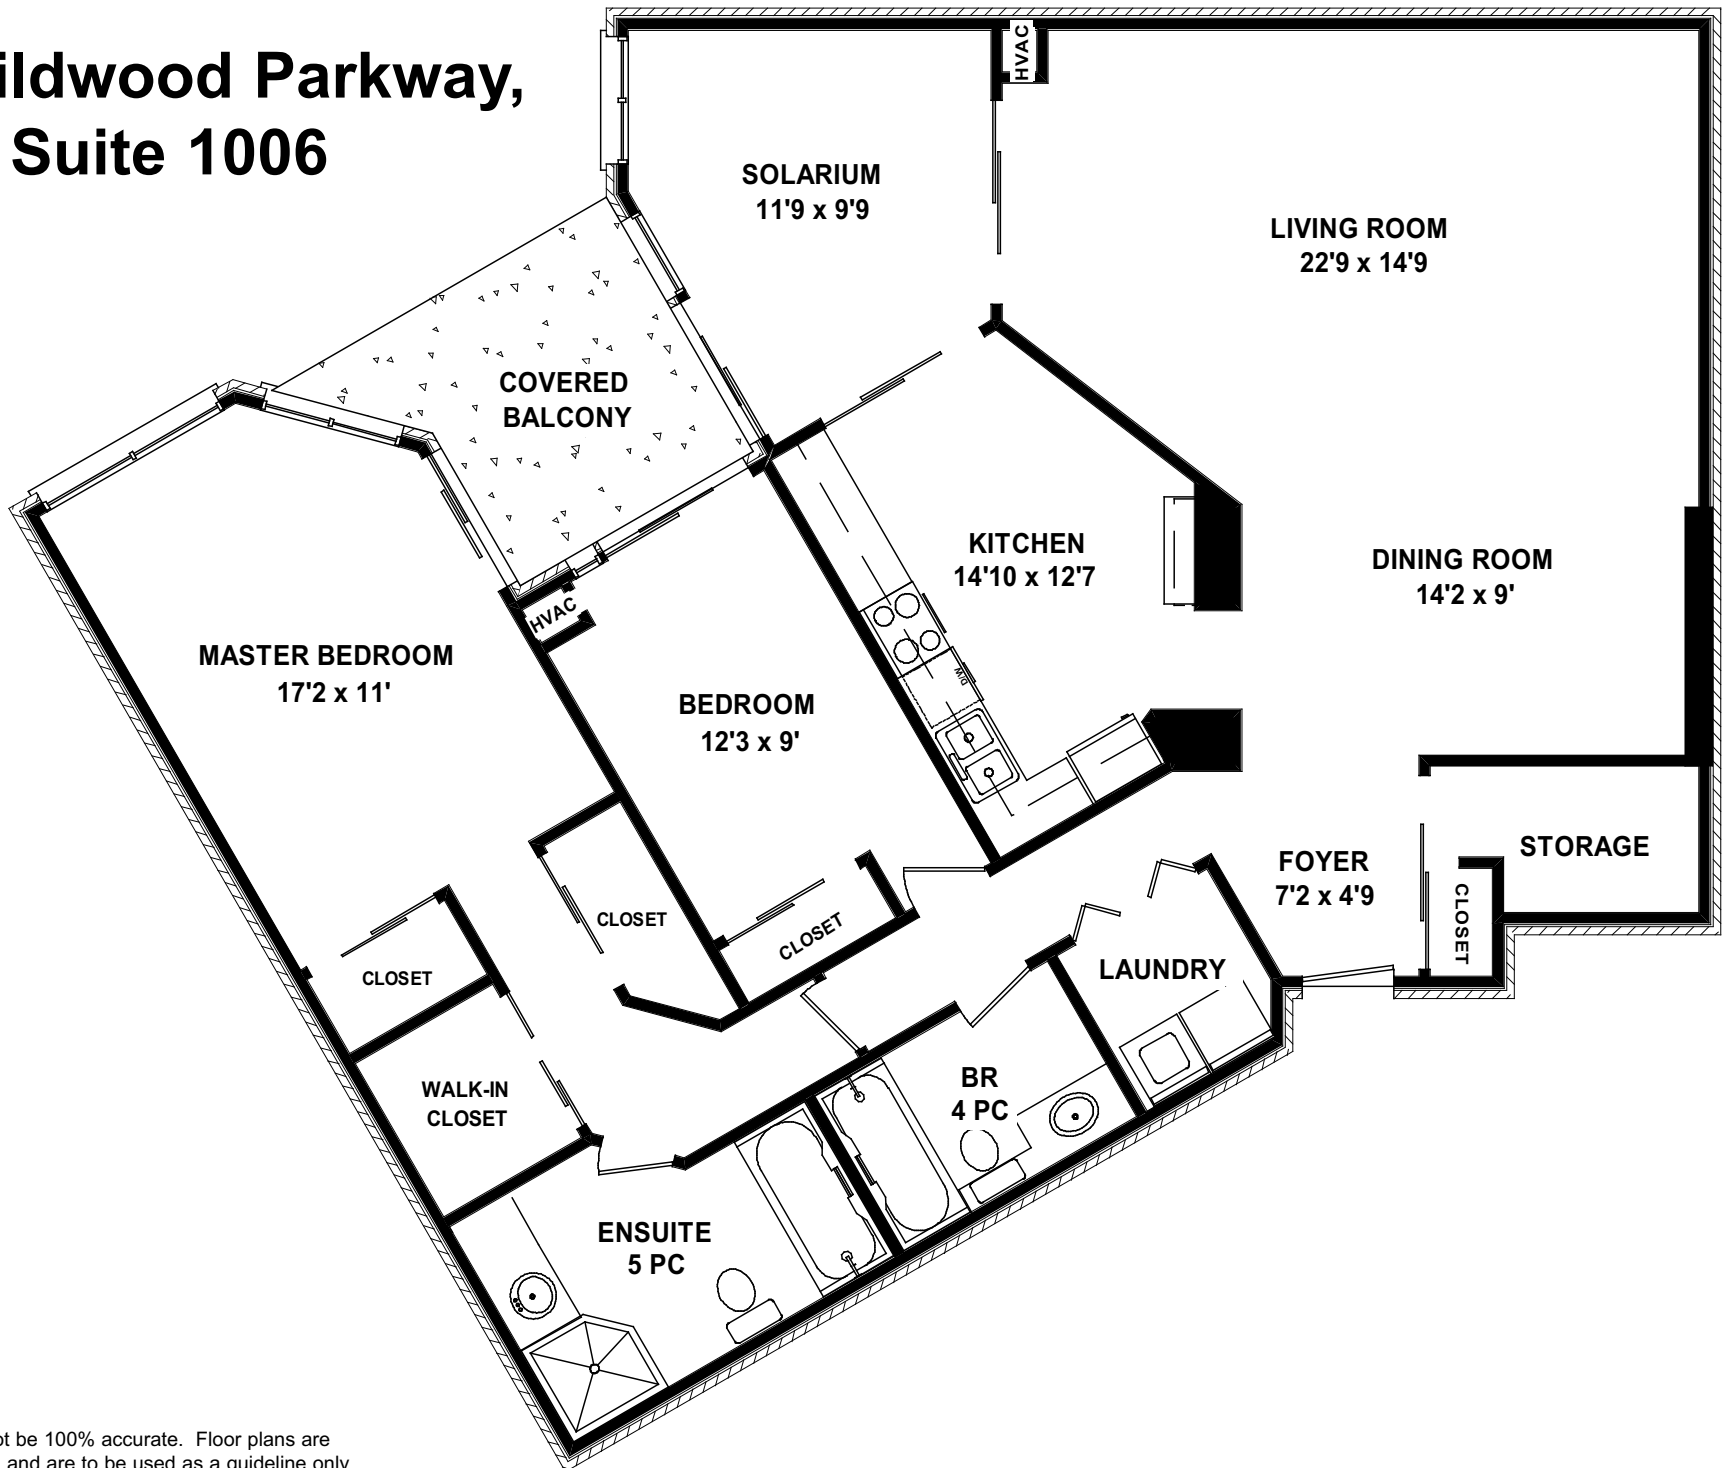 ildwood Parkway,
Suite 1006
HVAC
SOLARIUM
11'9 x 9'9
LIVING ROOM
22'9 x 14'9
COVERED
BALCONY
KITCHEN
14'10 x 12'7
DINING ROOM
14'2 x 9'
HVAC
MASTER BEDROOM
17'2 x 11'
BEDROOM
12'3 x 9'
D/W
STORAGE
FOYER
7'2 x 4'9
CLOSET
CLOSET
CLOSET
CLOSET
LAUNDRY
WALK-IN
CLOSET
BR
4 PC
ENSUITE
5 PC
ot be 100% accurate. Floor plans are
and are to be used as a guideline only